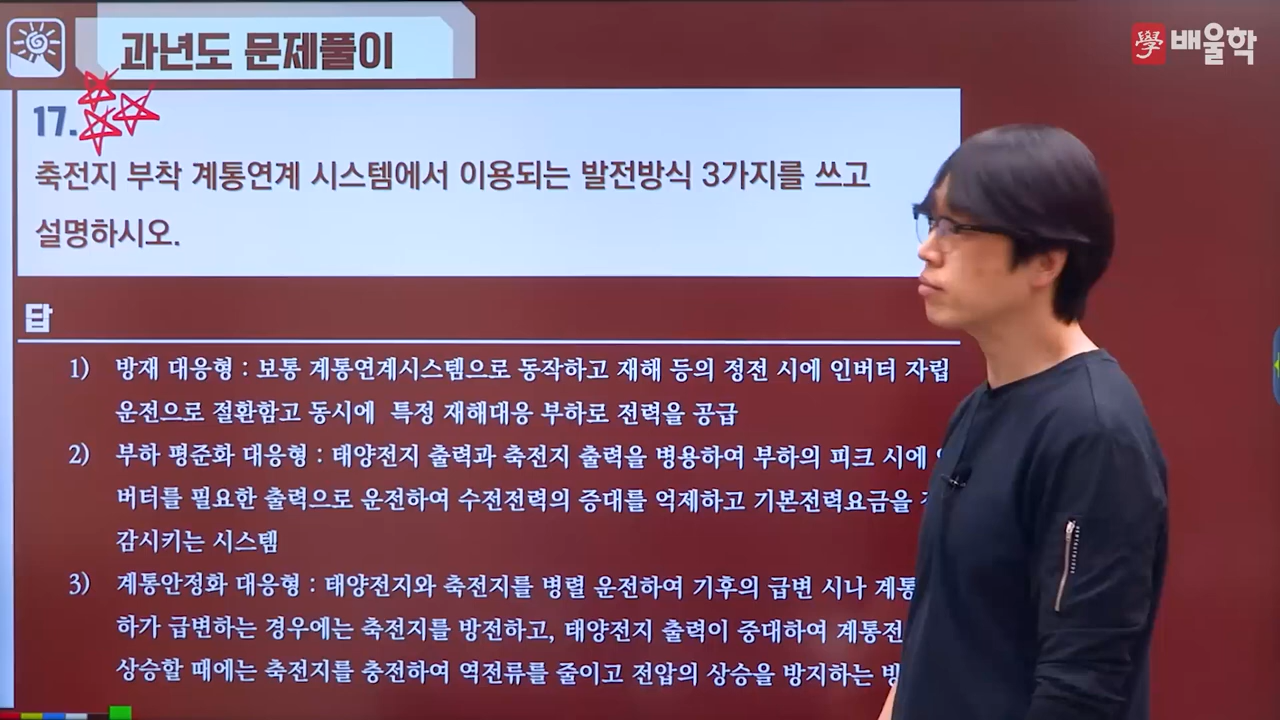 과년도 문제풀이
學 배울학
17.
축전지 부착 계통연계 시스템에서 이용되는 발전방식 3가지를 쓰고
설명하시오.
답
1) 방재 대응형 : 보통 계통연계시스템으로 동작하고 재해 등의 정전 시에 인버터 자립
운전으로 절환함고 동시에 특정 재해대응 부하로 전력을 공급
2) 부하 평준화 대응형 : 태양전지 출력과 축전지 출력을 병용하여 부하의 피크 시에
버터를 필요한 출력으로 운전하여 수전전력의 증대를 억제하고 기본전력요금을
감시키는 시스템
3) 계통안정화 대응형 : 태양전지와 축전지를 병렬 운전하여 기후의 급변 시나 계통
하가 급변하는 경우에는 축전지를 방전하고, 태양전지 출력이 증대하여 계통전
상승할 때에는 축전지를 충전하여 역전류를 줄이고 전압의 상승을 방지하는